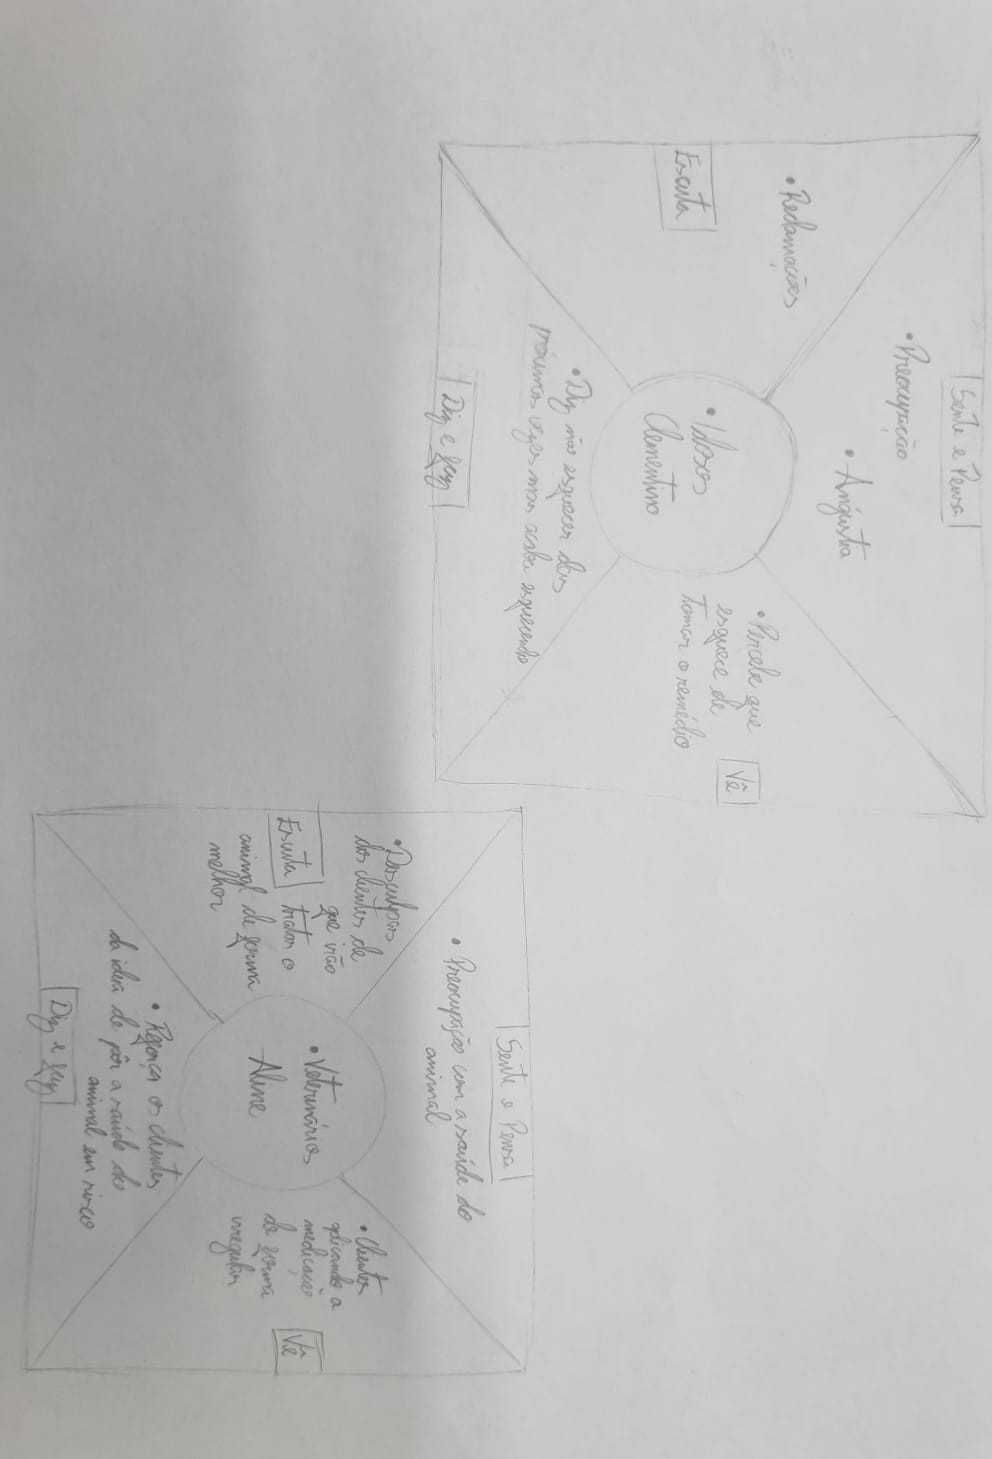 Sente e Pensa
• Preocupação
• Angústia
• Reclamações
Escuta
• Idosos
Clementino
• Percebe que
esquece de
tomar o remédio
Vê
• Diz não esquecer das
próximas vezes mas acaba esquecendo
Diz e faz
Sente e Pensa
• Preocupação com a saúde do
animal
• Desculpas
dos clientes de
que irão
tratar o
animal de forma
melhor
Escuta
• Veterinários
Aline
• Clientes
aplicando a
medicação
de forma
irregular
Vê
• Reforça os clientes
da ideia de pôr a saúde do
animal em risco
Diz e faz